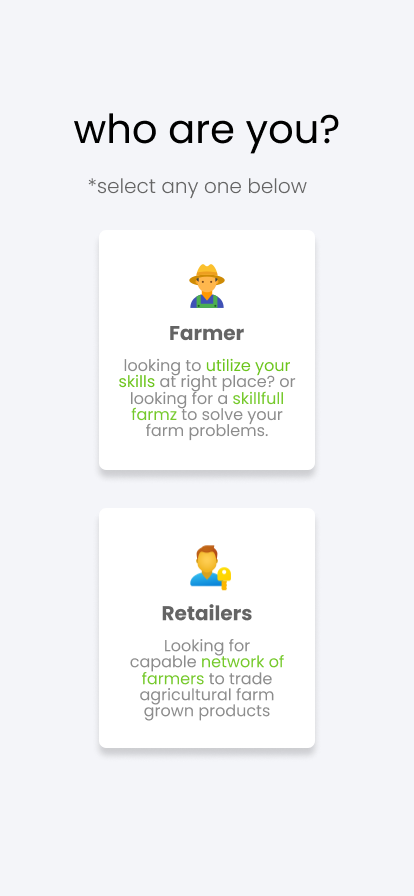 who are you?
*select any one below
Farmer
looking to utilize your
skills at right place? or
looking for a skillfull
farmz to solve your
farm problems.
Retailers
Looking for
capable network of
farmers to trade
agricultural farm
grown products